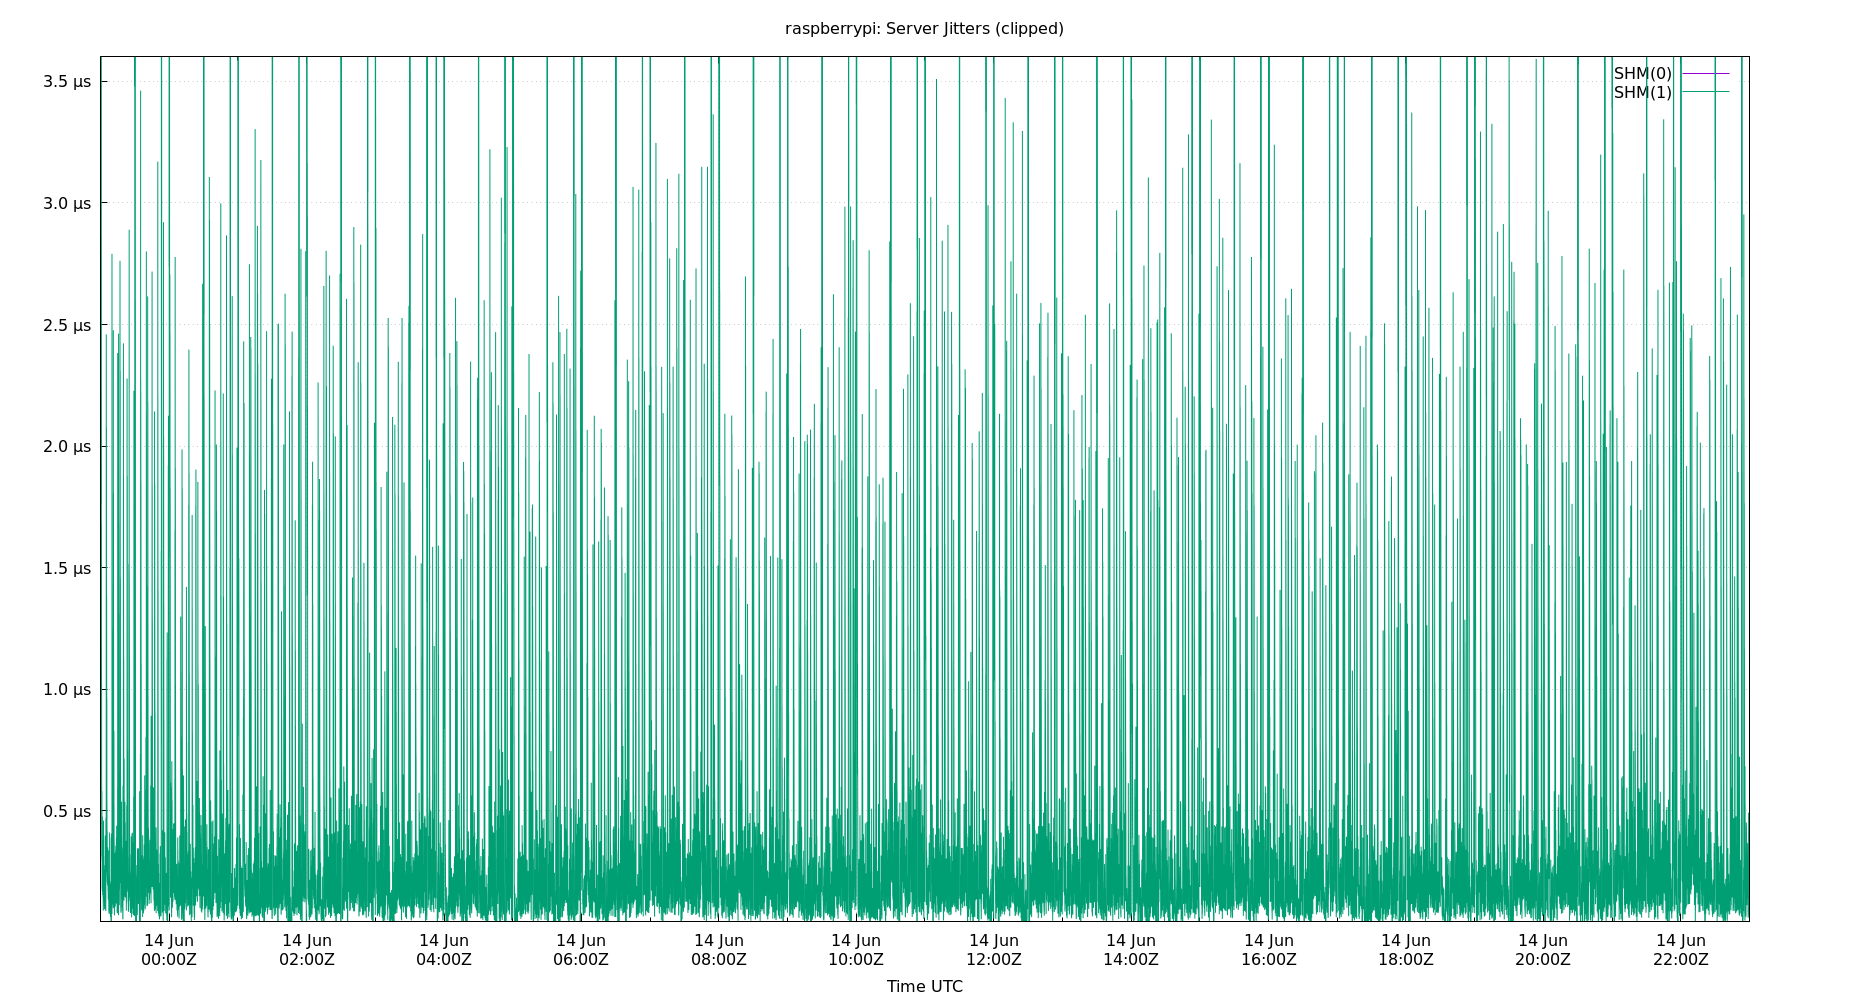 raspberrypi: Server Jitters (clipped)
SHM(0)
SHM(1)
3.5 µs
3.0 µs
2.5 µs
2.0 µs
1.5 µs
1.0 µs
0.5 µs
14 Jun 14 Jun 14 Jun 14 Jun 14 Jun 14 Jun 14 Jun 14 Jun 14 Jun 14 Jun 14 Jun 14 Jun
00:00Z 02:00Z 04:00Z 06:00Z 08:00Z 10:00Z 12:00Z 14:00Z 16:00Z 18:00Z 20:00Z 22:00Z
Time UTC